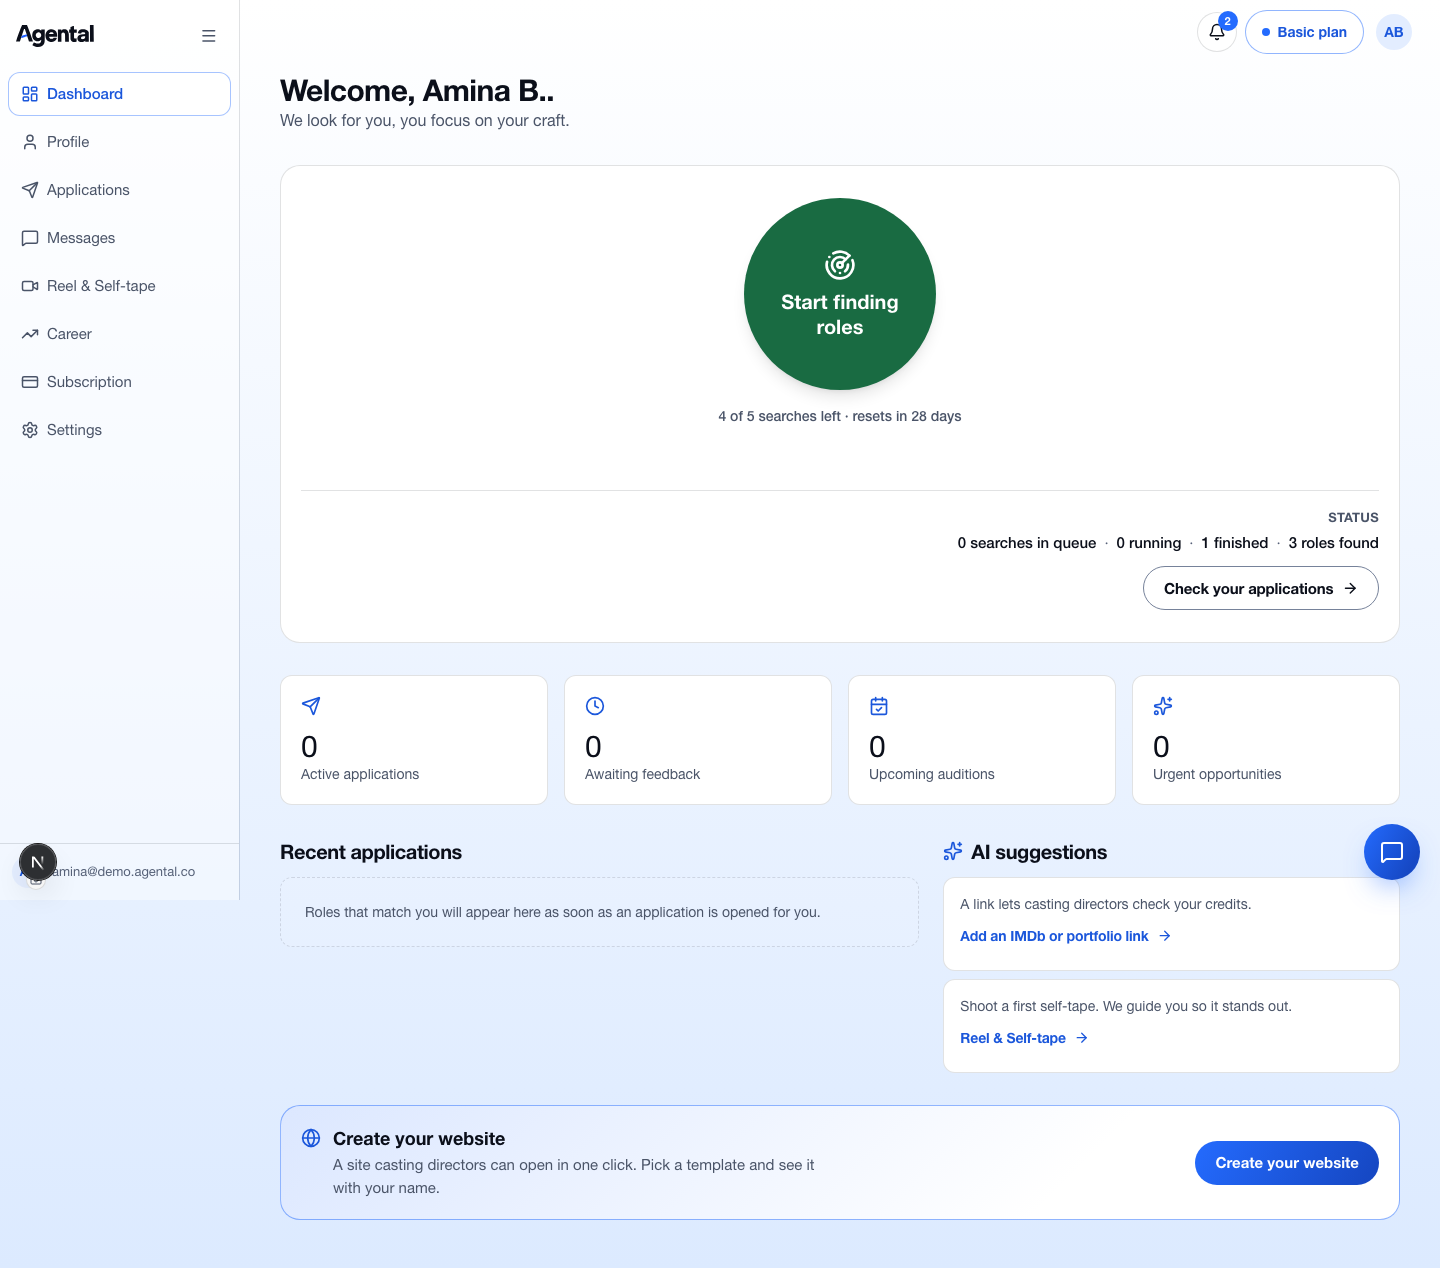 Agental
2
Basic plan
AB
Dashboard
Profile
Applications
Messages
Reel & Self-tape
Career
Subscription
Settings
N
amina@demo.agental.co
Welcome, Amina B..
We look for you, you focus on your craft.
Start finding
roles
4 of 5 searches left · resets in 28 days
STATUS
0 searches in queue · 0 running · 1 finished · 3 roles found
Check your applications
0
Active applications
0
Awaiting feedback
0
Upcoming auditions
0
Urgent opportunities
Recent applications
Roles that match you will appear here as soon as an application is opened for you.
AI suggestions
A link lets casting directors check your credits.
Add an IMDb or portfolio link
Shoot a first self-tape. We guide you so it stands out.
Reel & Self-tape
Create your website
A site casting directors can open in one click. Pick a template and see it
with your name.
Create your website